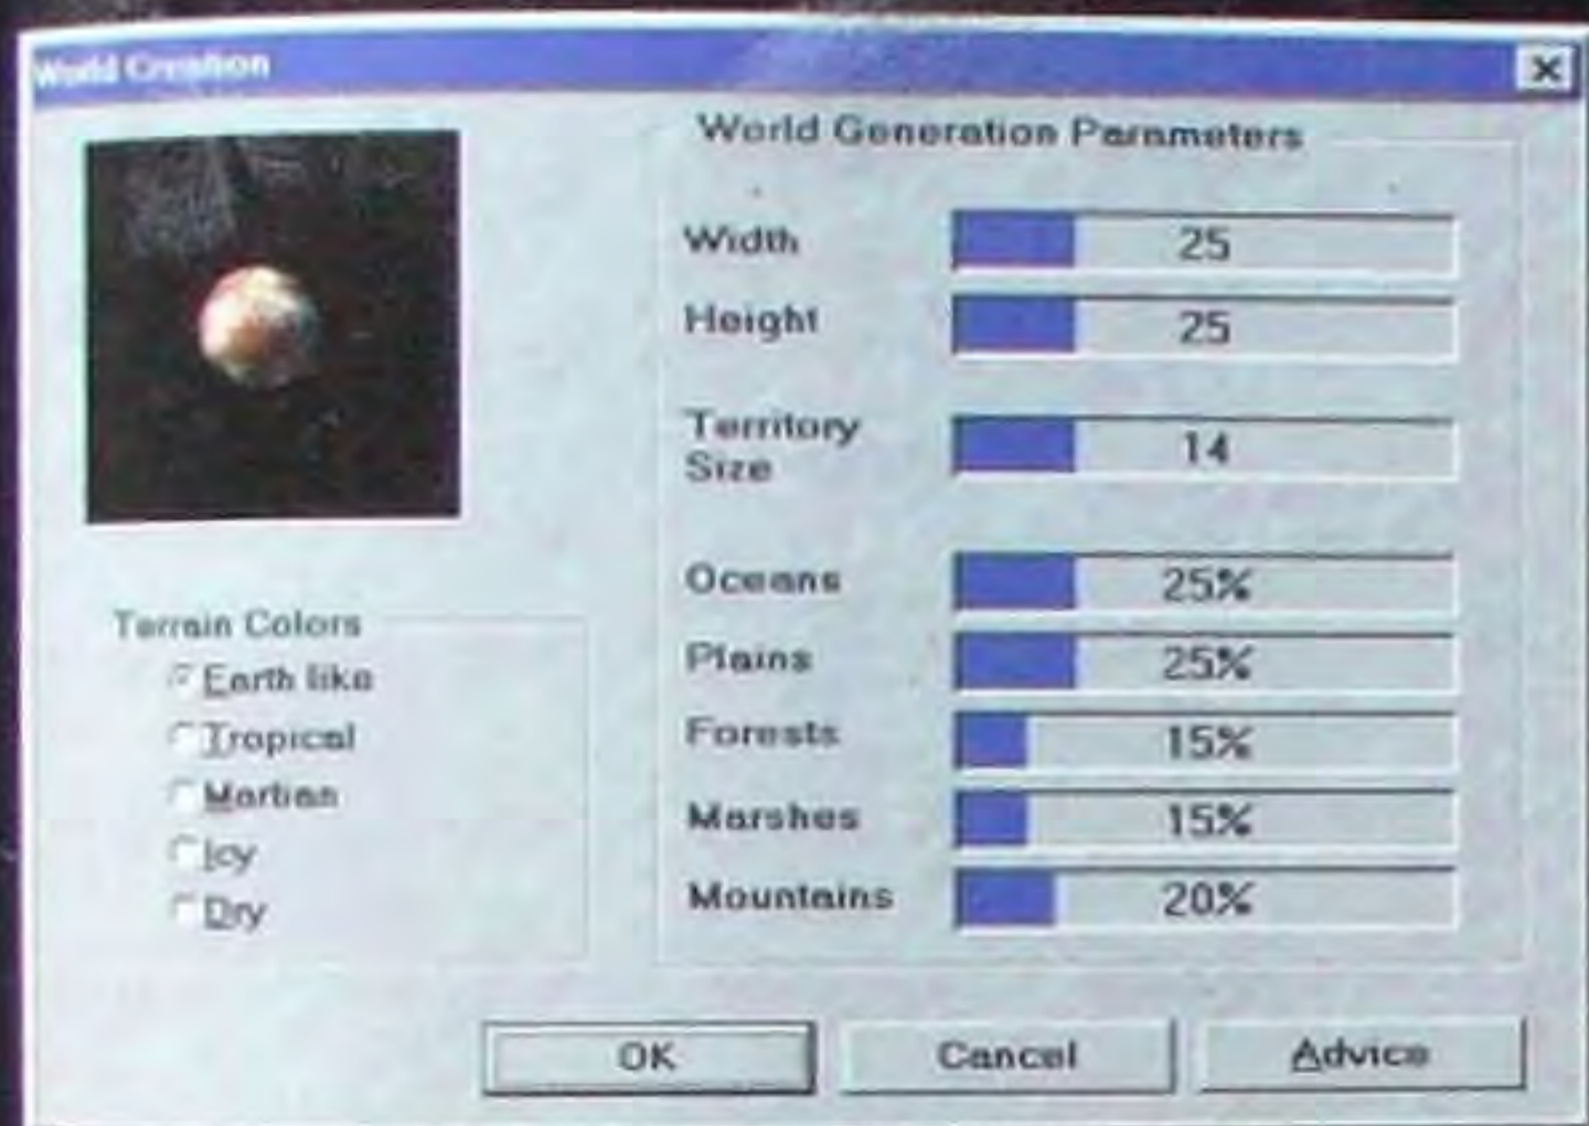 World Creation
World Generation Parameters
Width 25
Height 25
Territory
Size 14
Oceans 25%
Plains 25%
Forests 15%
Marshes 15%
Mountains 20%
Terrain Colors
Earth like
Tropical
Martian
Icy
Dry
OK Cancel Advice